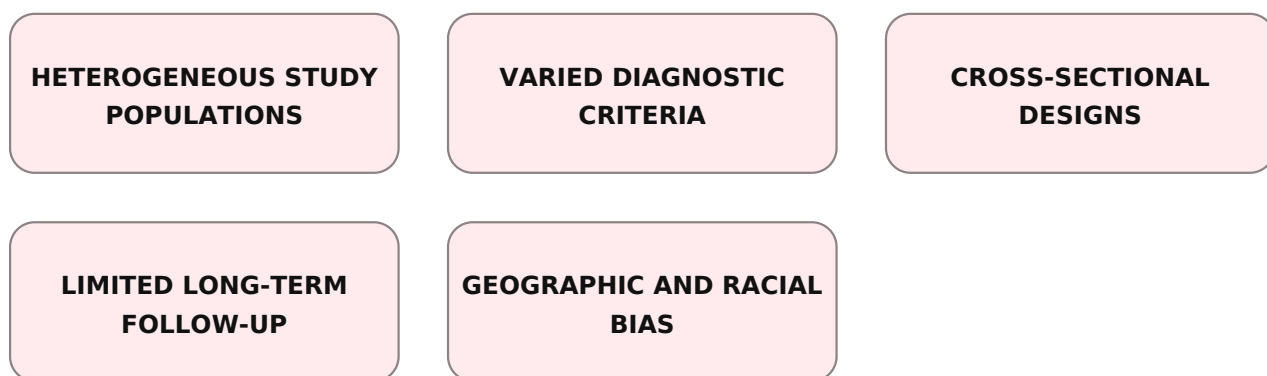 HETEROGENEOUS STUDY
POPULATIONS
VARIED DIAGNOSTIC
CRITERIA
CROSS-SECTIONAL
DESIGNS
LIMITED LONG-TERM
FOLLOW-UP
GEOGRAPHIC AND RACIAL
BIAS